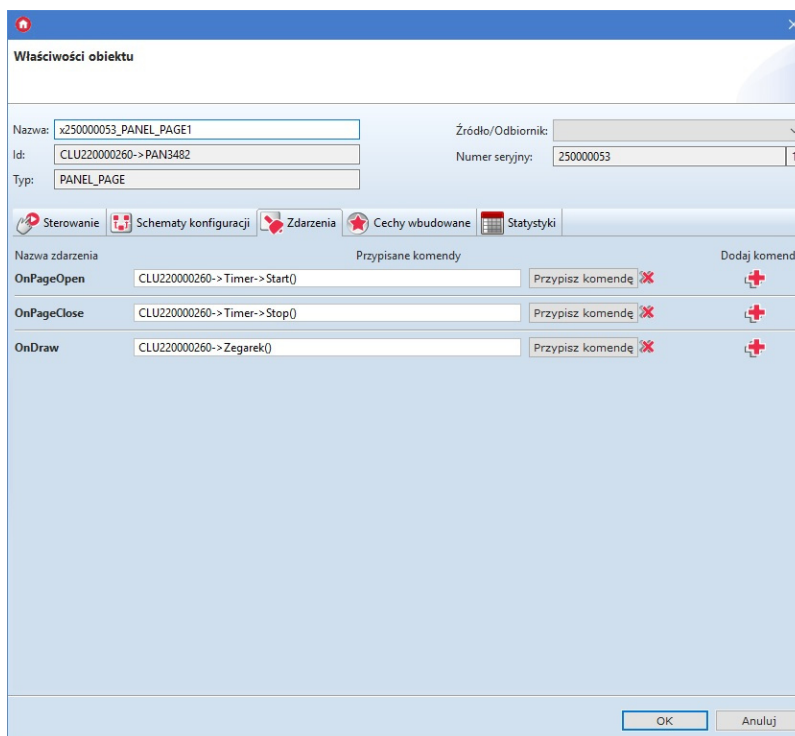 Właściwości obiektu
Nazwa: x250000053_PANEL_PAGE1 Źródło/Odbiornik:
Id: CLU220000260->PAN3482 Numer seryjny: 250000053 1
Typ: PANEL_PAGE
Sterowanie Schematy konfiguracji Zdarzenia Cechy wbudowane Statystyki
Nazwa zdarzenia Przypisane komendy Dodaj komend
OnPageOpen CLU220000260->Timer->Start() Przypisz komendę
OnPageClose CLU220000260->Timer->Stop() Przypisz komendę
OnDraw CLU220000260->Zegarek() Przypisz komendę
OK Anuluj